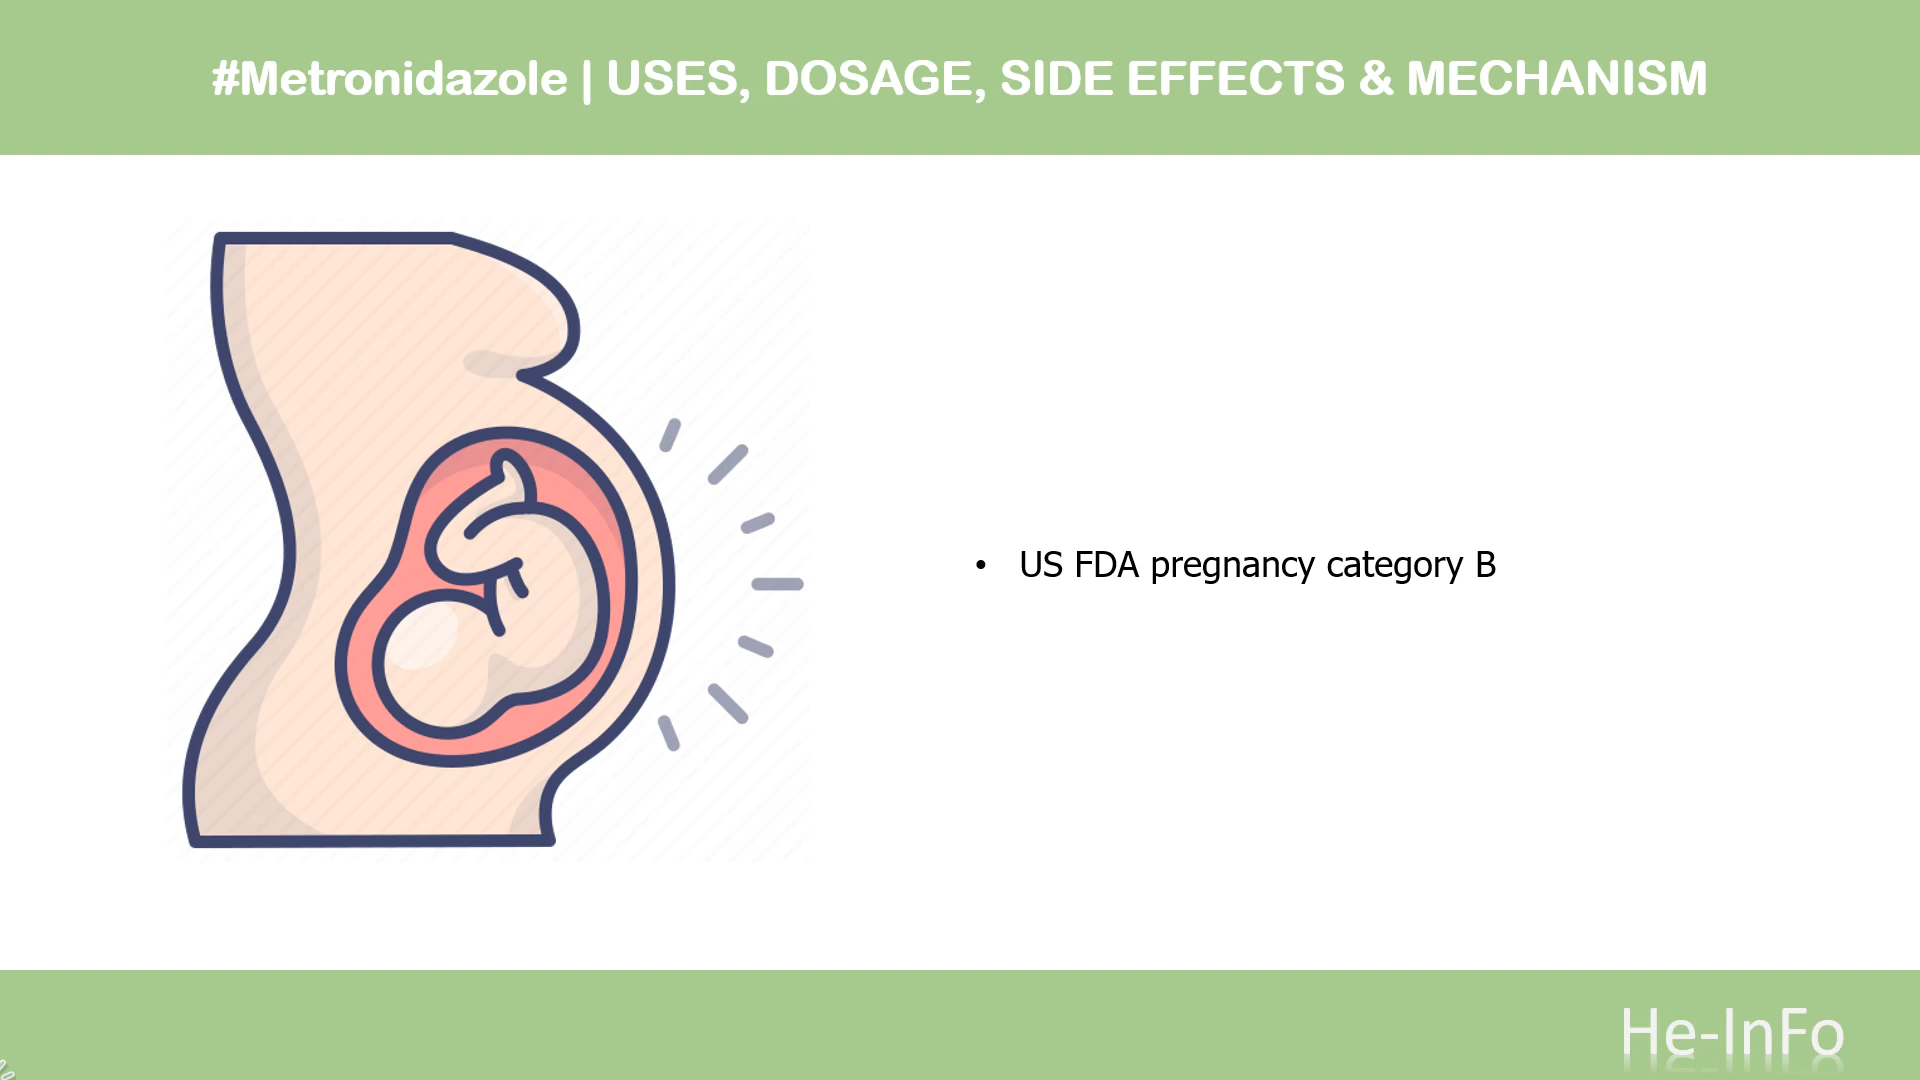 #Metronidazole | USES, DOSAGE, SIDE EFFECTS & MECHANISM
• US FDA pregnancy category B
He-InFo